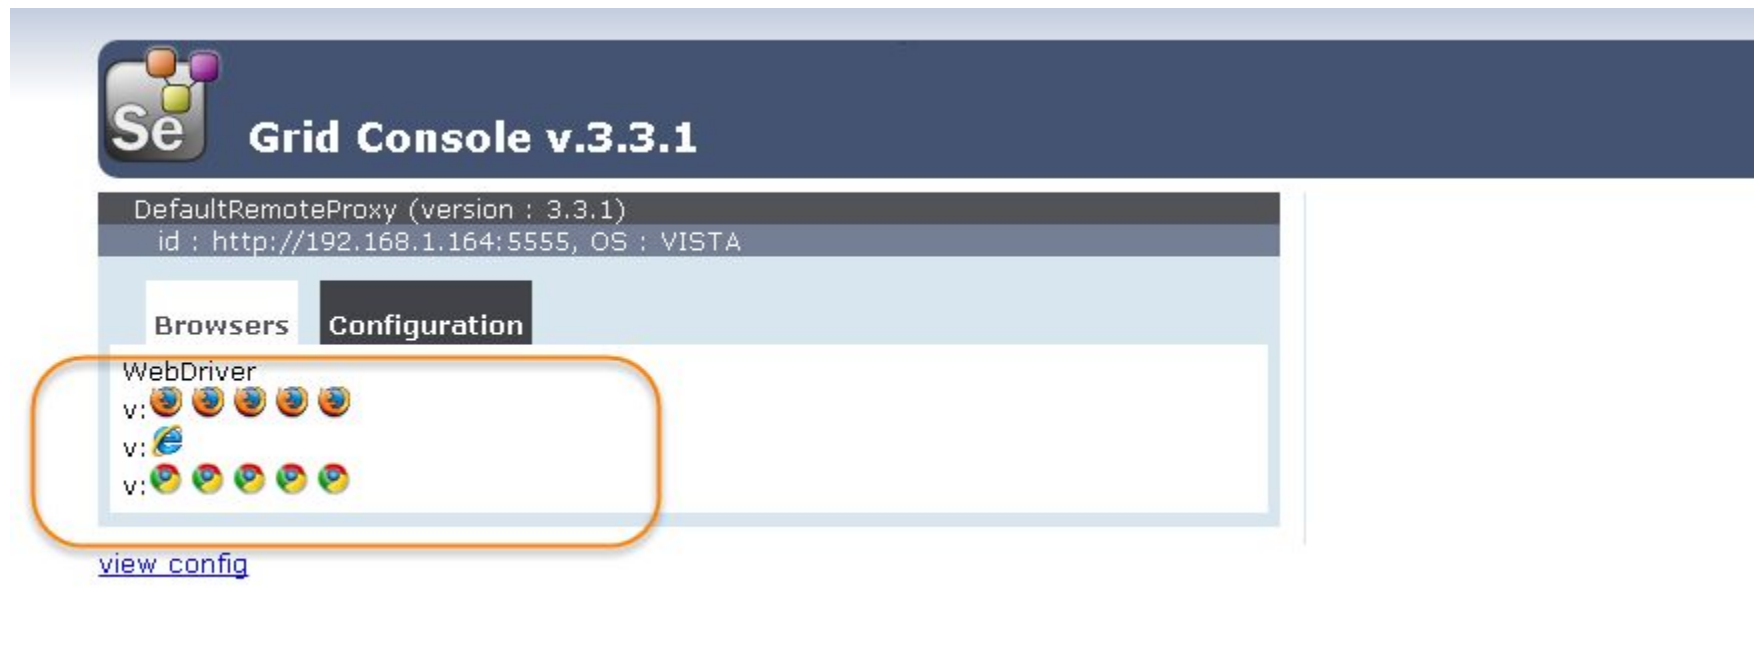 Se
Grid Console v.3.3.1
DefaultRemoteProxy (version : 3.3.1)
id : http://192.168.1.164:5555, OS : VISTA
Browsers Configuration
WebDriver
v:
v:
v:
view config